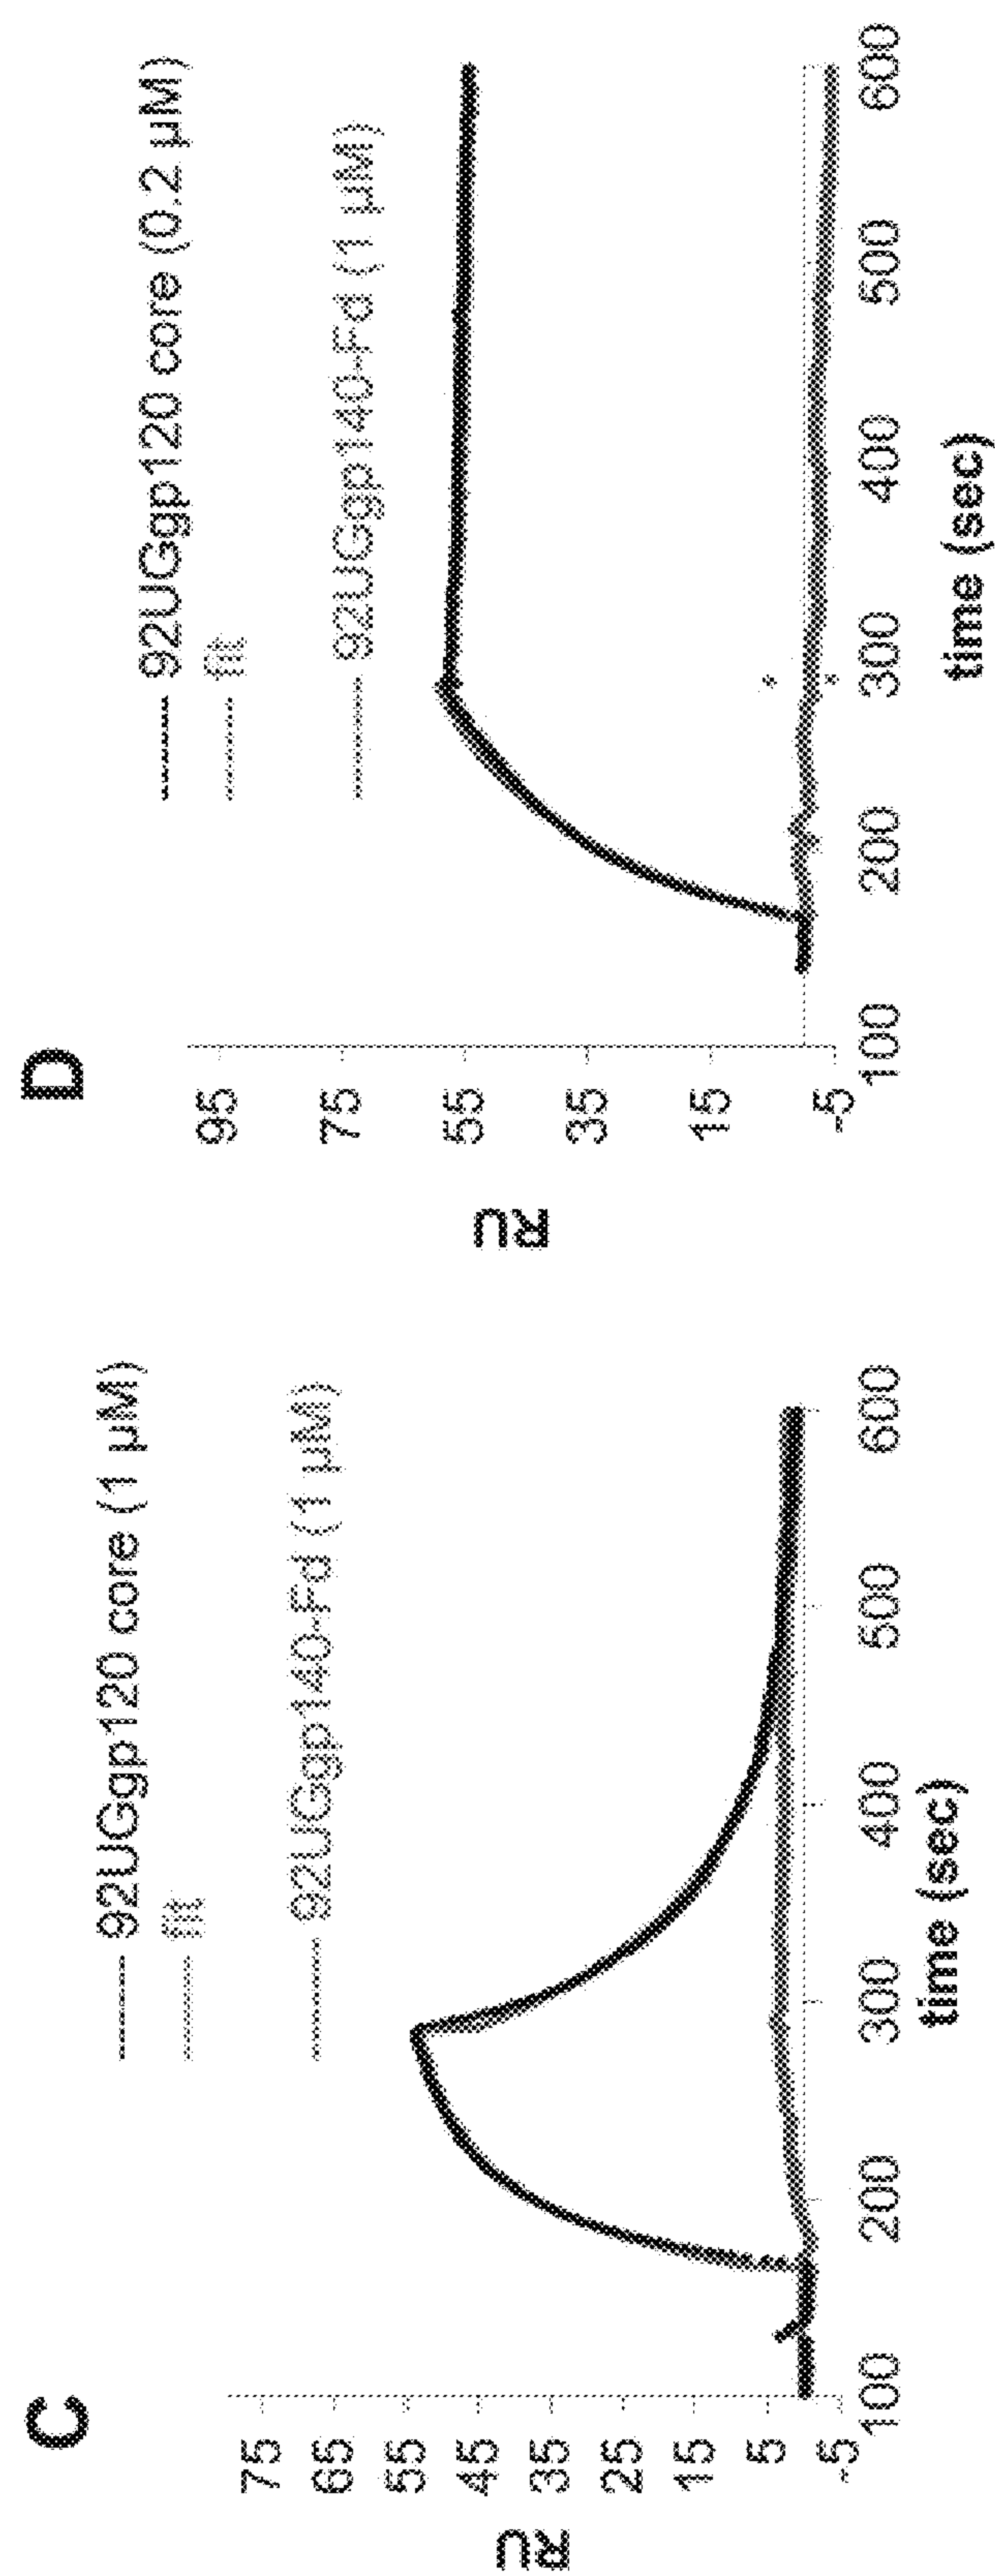 C
92UGgp120 core (1 µM)
fit
92UGgp140-Fd (1 µM)
RU
75
65
55
45
35
25
15
5
-5
100
200
300
400
500
600
time (sec)
D
92UGgp120 core (0.2 µM)
fit
92UGgp140-Fd (1 µM)
RU
95
75
55
35
15
-5
100
200
300
400
500
600
time (sec)